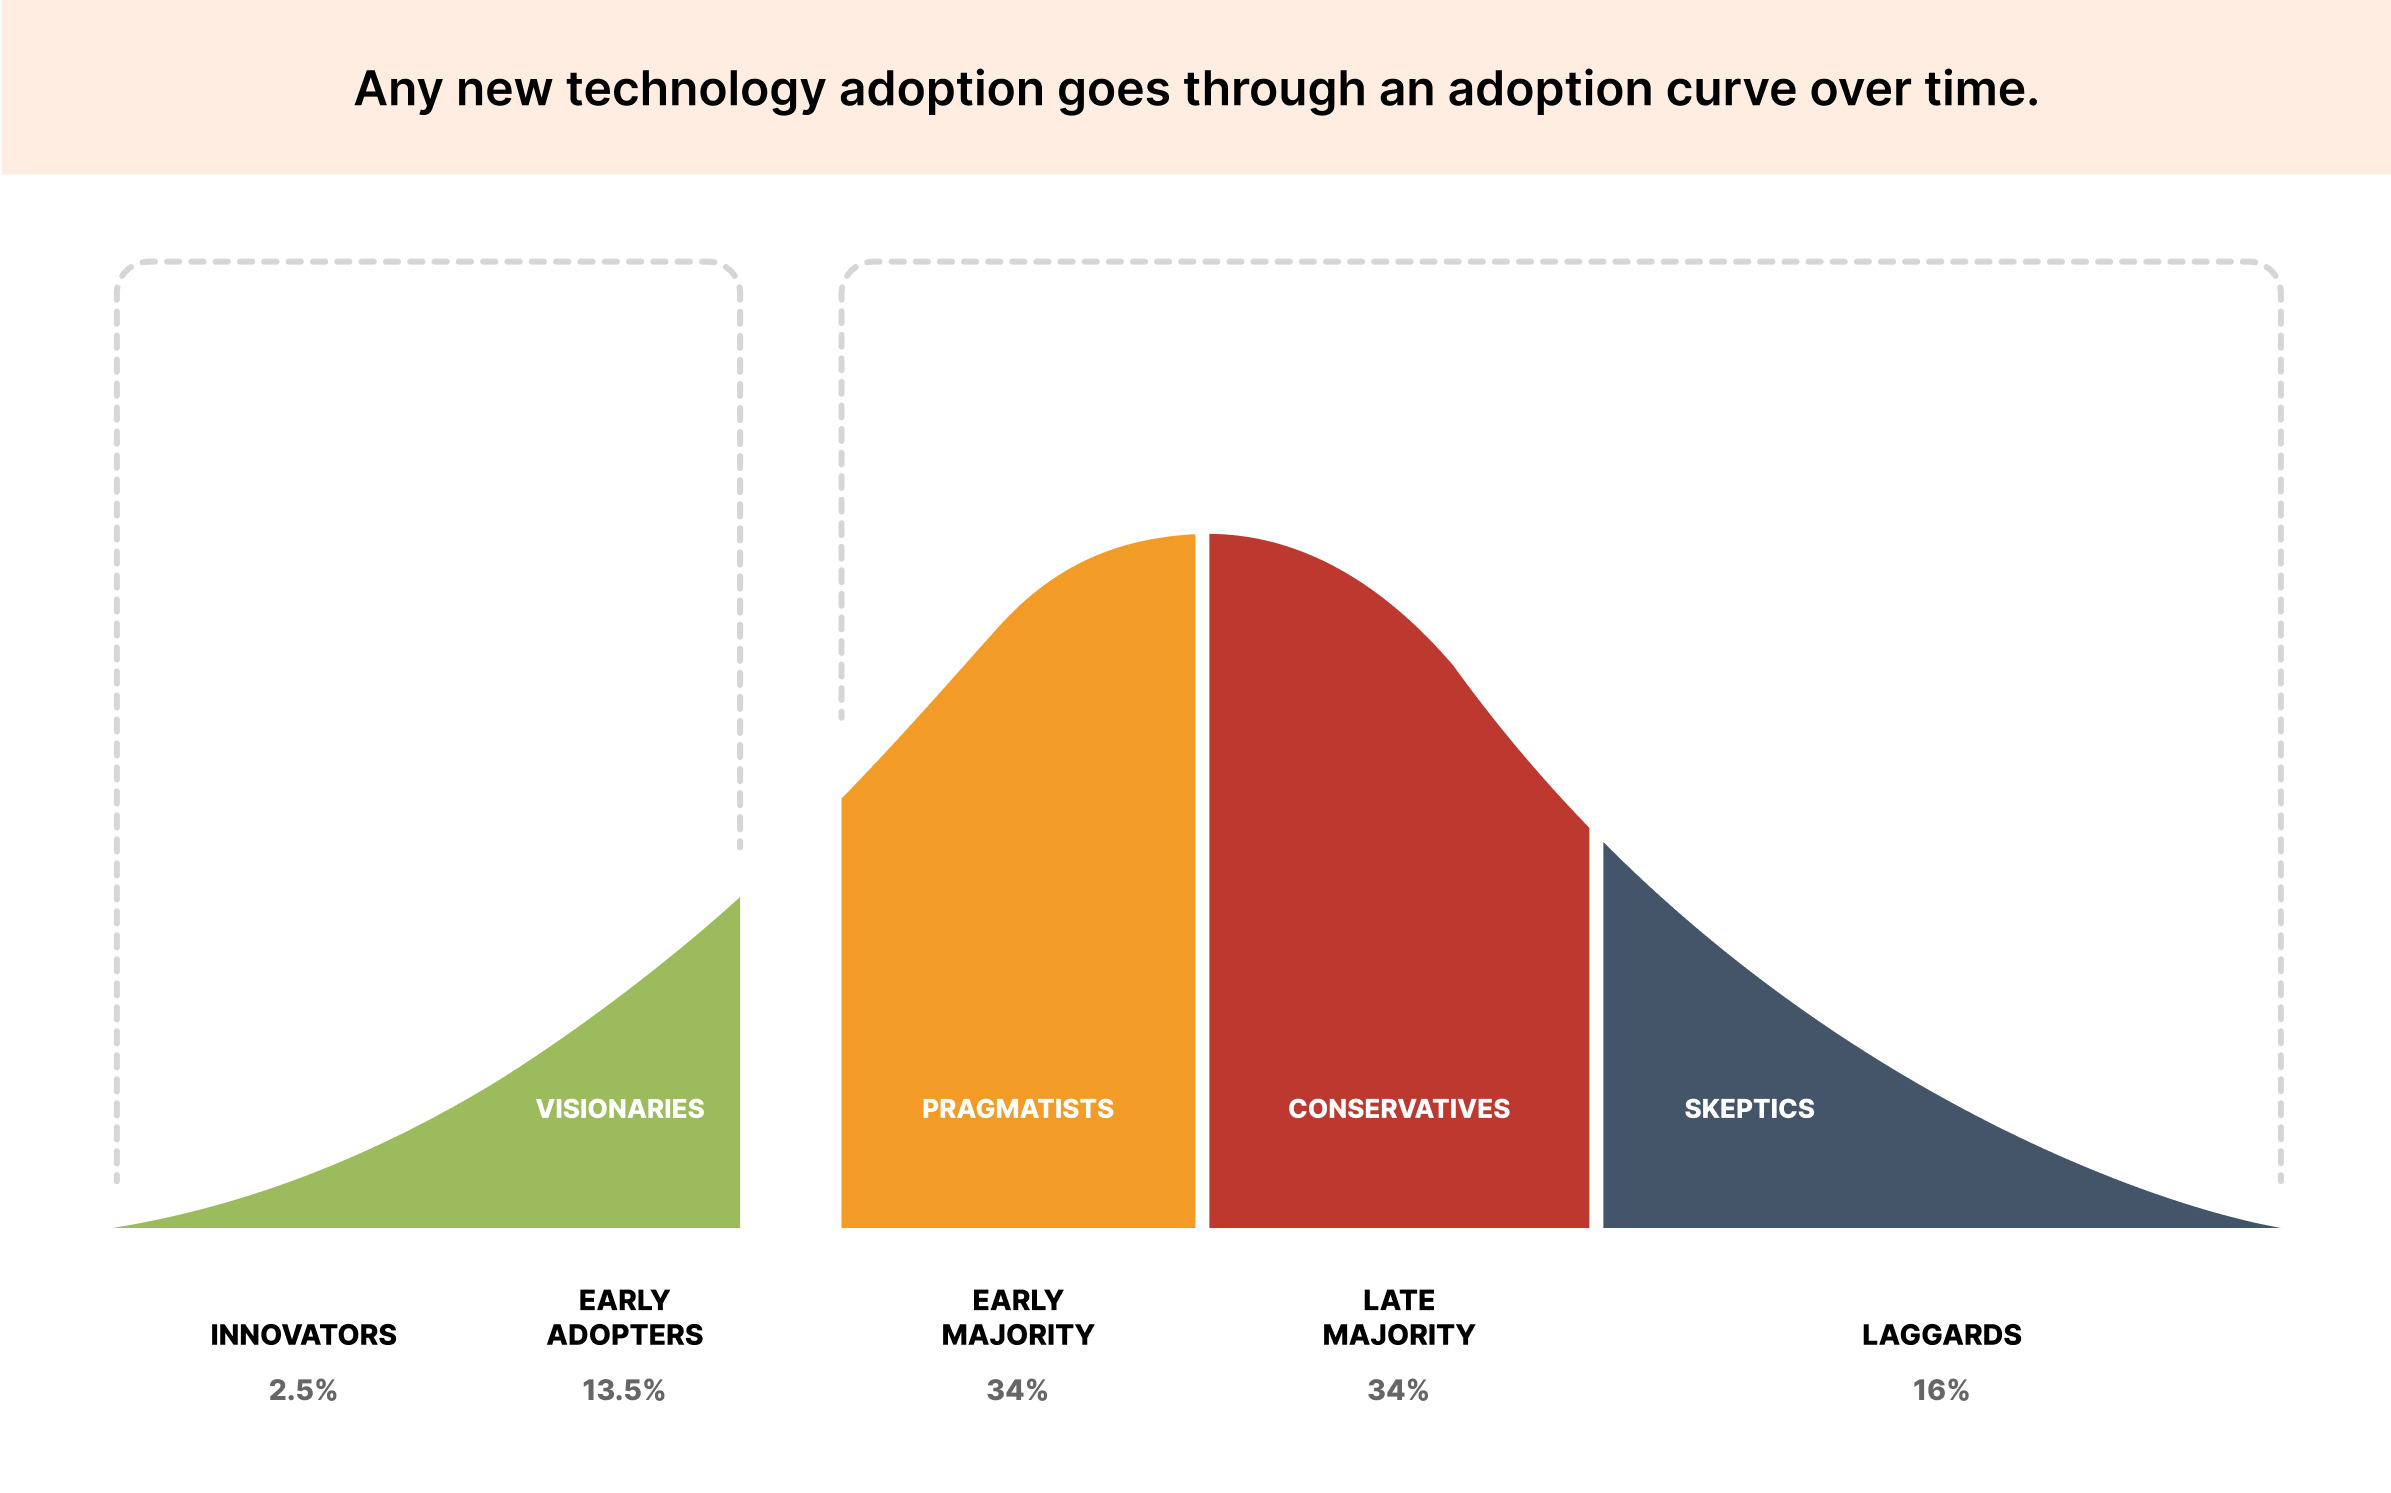 Any new technology adoption goes through an adoption curve over time.
VISIONARIES
PRAGMATISTS
CONSERVATIVES
SKEPTICS
INNOVATORS
2.5%
EARLY
ADOPTERS
13.5%
EARLY
MAJORITY
34%
LATE
MAJORITY
34%
LAGGARDS
16%